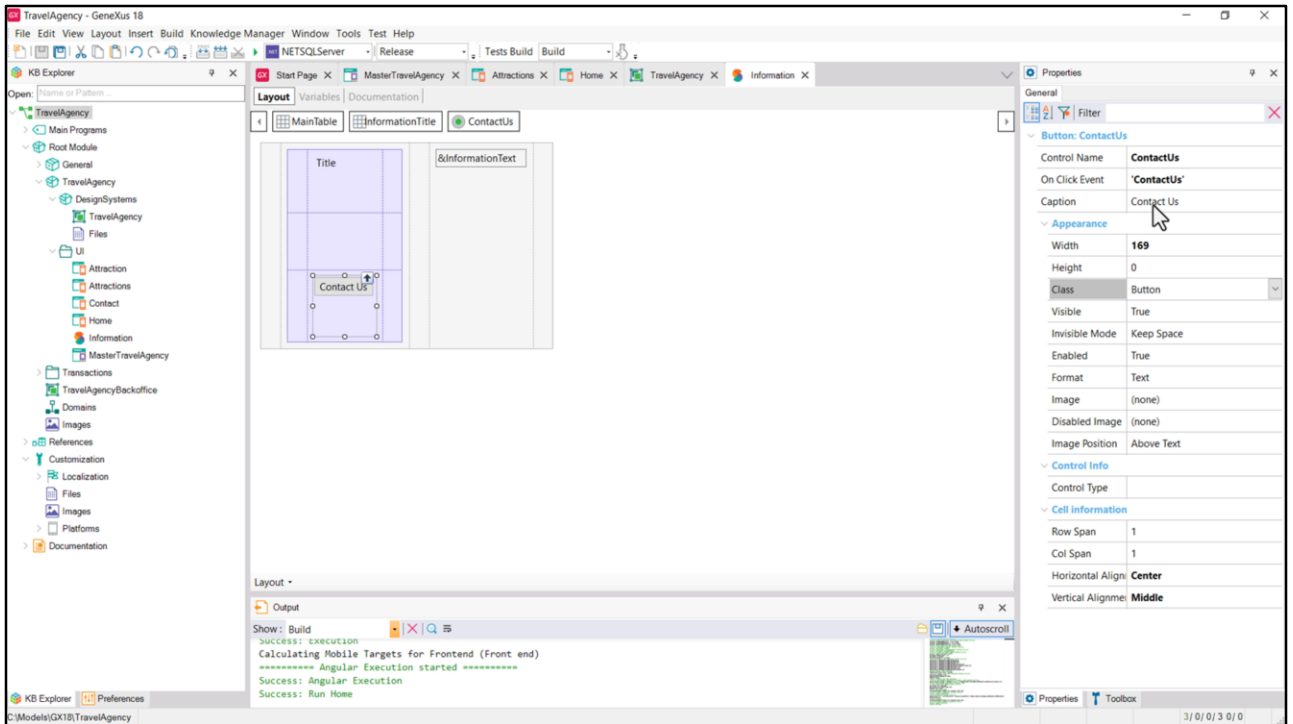 GX TravelAgency - GeneXus 18
File Edit View Layout Insert Build Knowledge Manager Window Tools Test Help
NETSQLServer Release Tests Build Build
KB Explorer
Open: Name or Pattern ...
TravelAgency
Main Programs
Root Module
General
TravelAgency
DesignSystems
TravelAgency
Files
UI
Attraction
Attractions
Contact
Home
Information
MasterTravelAgency
Transactions
TravelAgencyBackoffice
Domains
Images
References
Customization
Localization
Files
Images
Platforms
Documentation
KB Explorer Preferences
C:\Models\GX18\TravelAgency
GX Start Page X MasterTravelAgency X Attractions X Home X TravelAgency X Information X
Layout Variables Documentation
MainTable InformationTitle ContactUs
Title &InformationText
Contact Us
Layout
Output
Show: Build Autoscroll
Success: Execution
Calculating Mobile Targets for Frontend (Front end)
========== Angular Execution started ==========
Success: Angular Execution
Success: Run Home
Properties
General
Filter
Button: ContactUs
Control Name ContactUs
On Click Event 'ContactUs'
Caption Contact Us
Appearance
Width 169
Height 0
Class Button
Visible True
Invisible Mode Keep Space
Enabled True
Format Text
Image (none)
Disabled Image (none)
Image Position Above Text
Control Info
Control Type
Cell information
Row Span 1
Col Span 1
Horizontal Align Center
Vertical Alignme Middle
Properties Toolbox
3/0/0/3 0/0